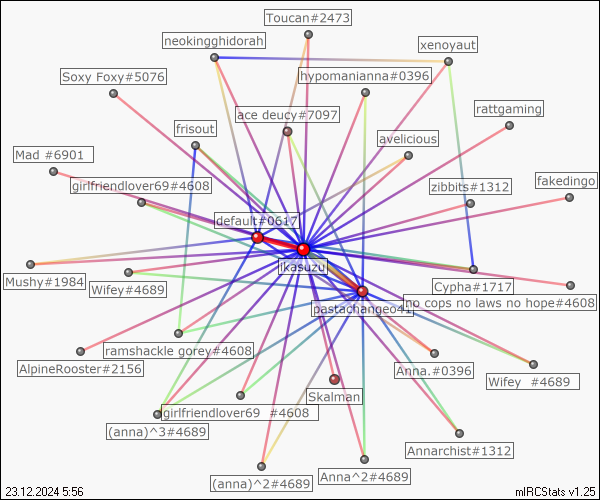 Toucan#2473
neokingghidorah
xenoyaut
Soxy Foxy#5076
hypomanianna#0396
ace deucy#7097
rattgaming
frisout
avelicious
Mad #6901
girlfriendlover69#4608
zibbits#1312
fakedingo
default#0617
ikasuzu
Mushy#1984
Wifey#4689
Cypha#1717
no cops no laws no hope#4608
pastachange041
ramshackle gorey#4608
AlpineRooster#2156
Anna.#0396
Wifey #4689
Skalman
girlfriendlover69 #4608
(anna)^3#4689
Annarchist#1312
(anna)^2#4689
Anna^2#4689
23.12.2024 5:56
mIRCStats v1.25